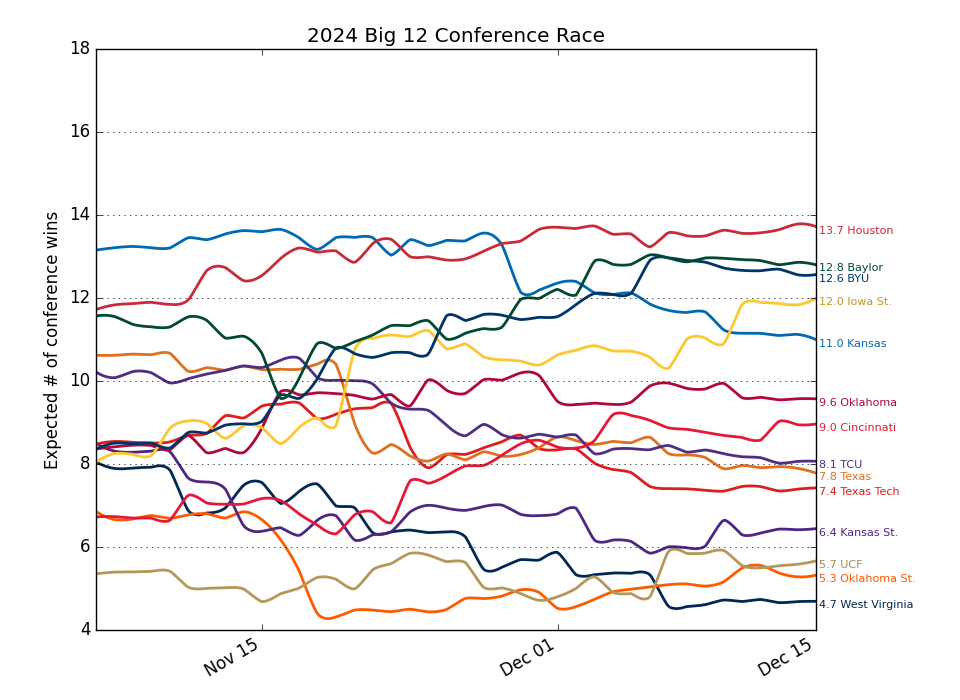 2024 Big 12 Conference Race
Expected # of conference wins
18
16
14
12
10
8
6
4
13.7 Houston
12.8 Baylor
12.6 BYU
12.0 Iowa St.
11.0 Kansas
9.6 Oklahoma
9.0 Cincinnati
8.1 TCU
7.8 Texas
7.4 Texas Tech
6.4 Kansas St.
5.7 UCF
5.3 Oklahoma St.
4.7 West Virginia
Nov 15
Dec 01
Dec 15